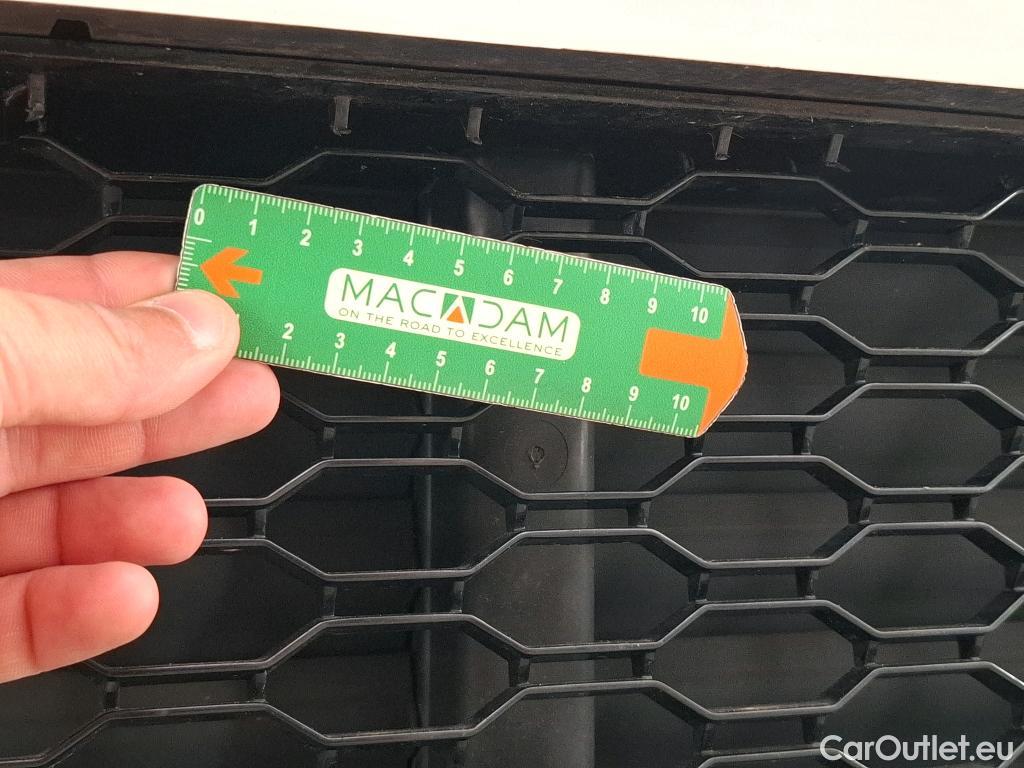 0 1 2 3 4 5 6 7 8 9 10
MACADAM
ON THE ROAD TO EXCELLENCE
2 3 4 5 6 7 8 9 10
CarOutlet.eu